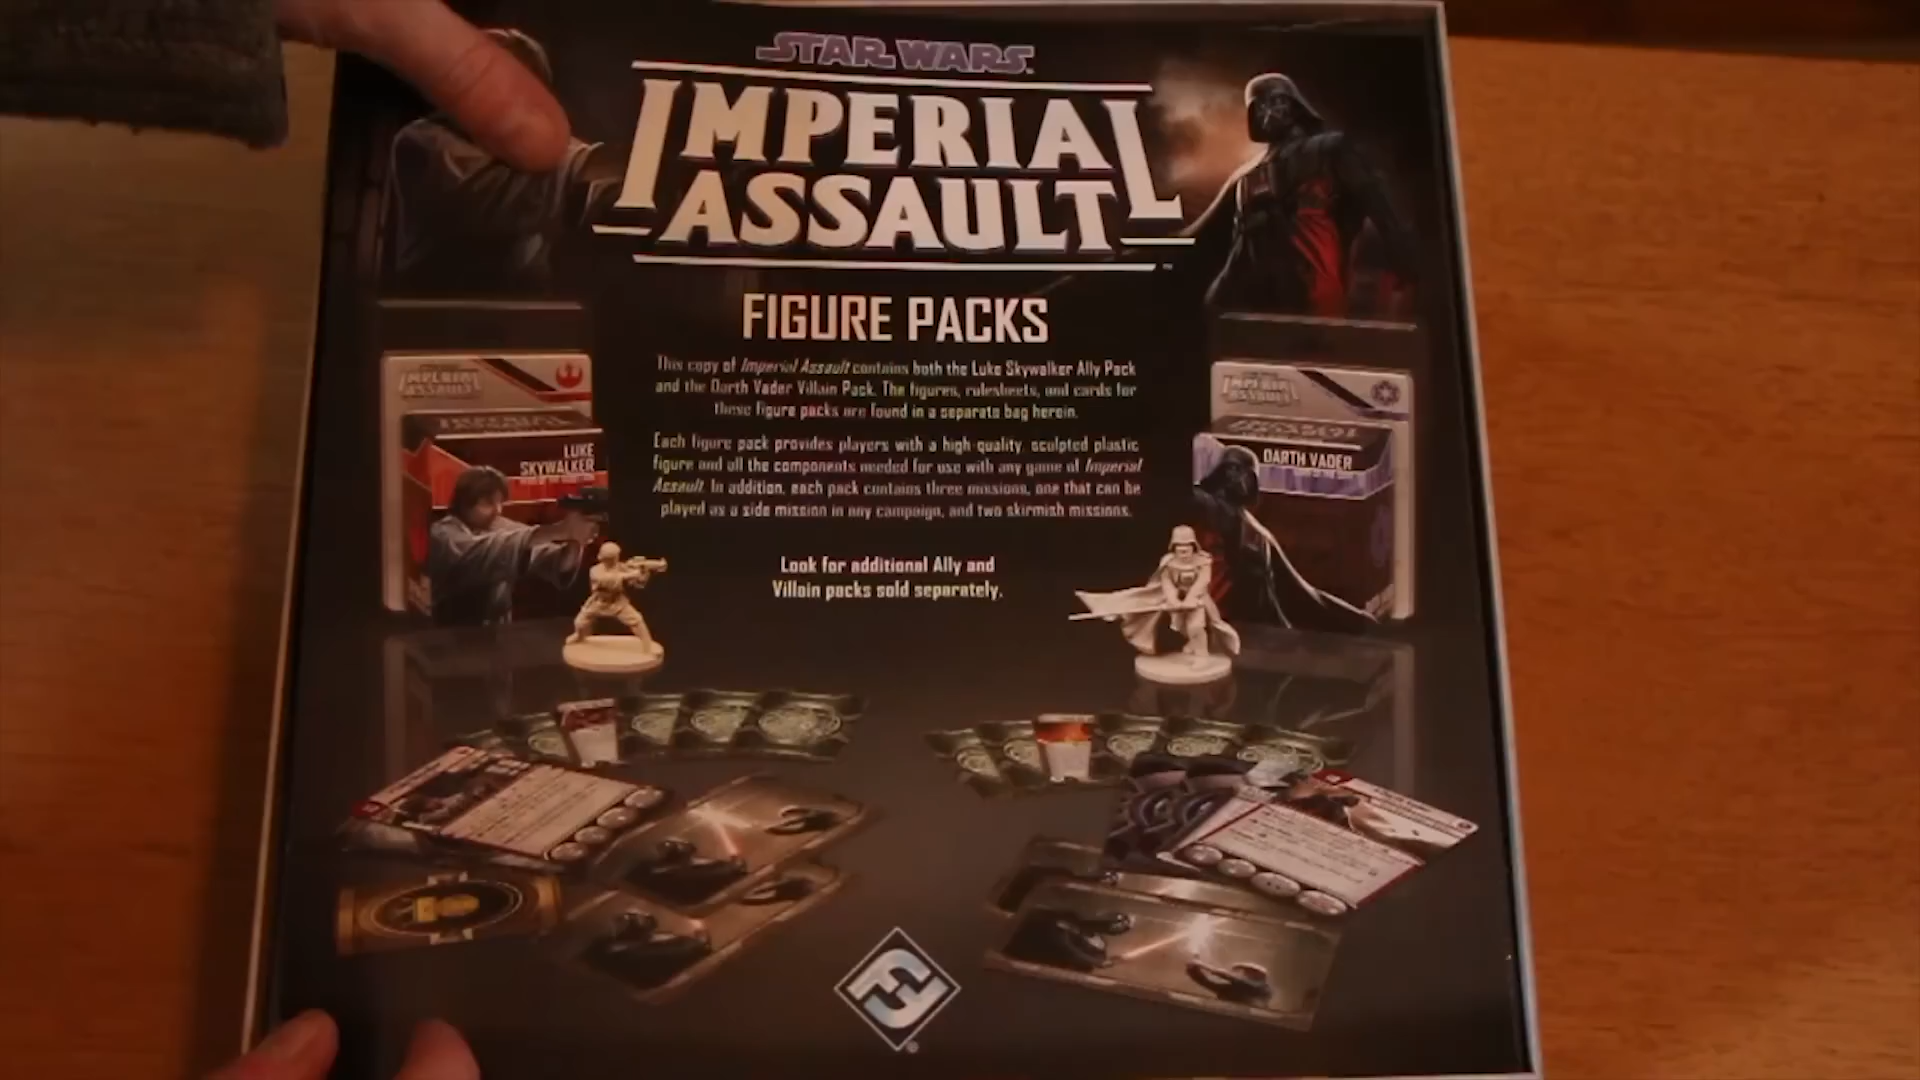 STAR WARS
IMPERIAL
ASSAULT
FIGURE PACKS
This copy of Imperial Assault contains both the Luke Skywalker Ally Pack
and the Darth Vader Villain Pack. The figures, rulesheets, and cards for
these figure packs are found in a separate bag herein.
Each figure pack provides players with a high-quality, sculpted plastic
figure and all the components needed for use with any game of Imperial
Assault. In addition, each pack contains three missions, one that can be
played as a side mission in any campaign, and two skirmish missions.
Look for additional Ally and
Villain packs sold separately.
IMPERIAL
ASSAULT
LUKE
SKYWALKER
IMPERIAL
ASSAULT
DARTH VADER